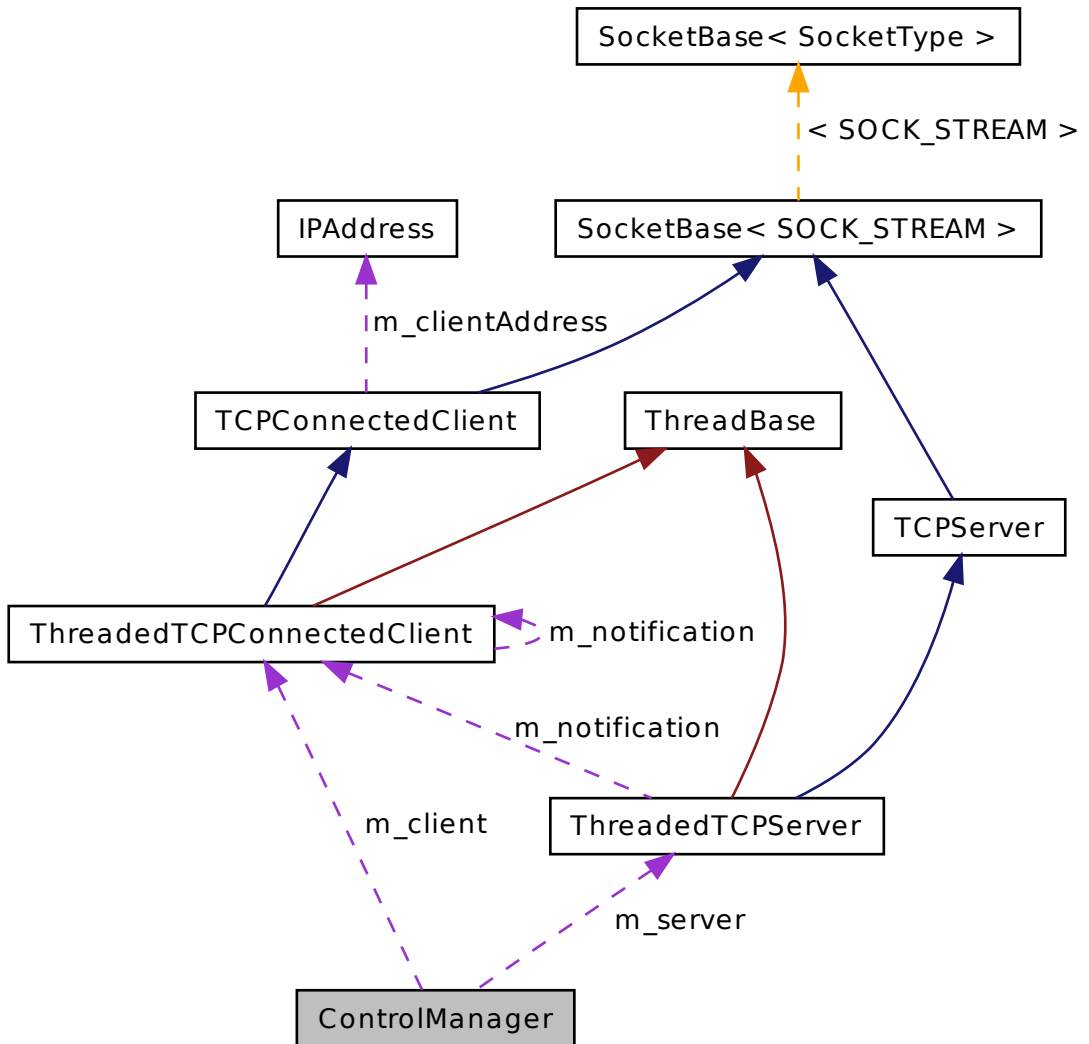 SocketBase< SocketType >
< SOCK_STREAM >
IPAddress
SocketBase< SOCK_STREAM >
m_clientAddress
TCPConnectedClient
ThreadBase
TCPServer
ThreadedTCPConnectedClient
m_notification
m_notification
m_client
ThreadedTCPServer
m_server
ControlManager